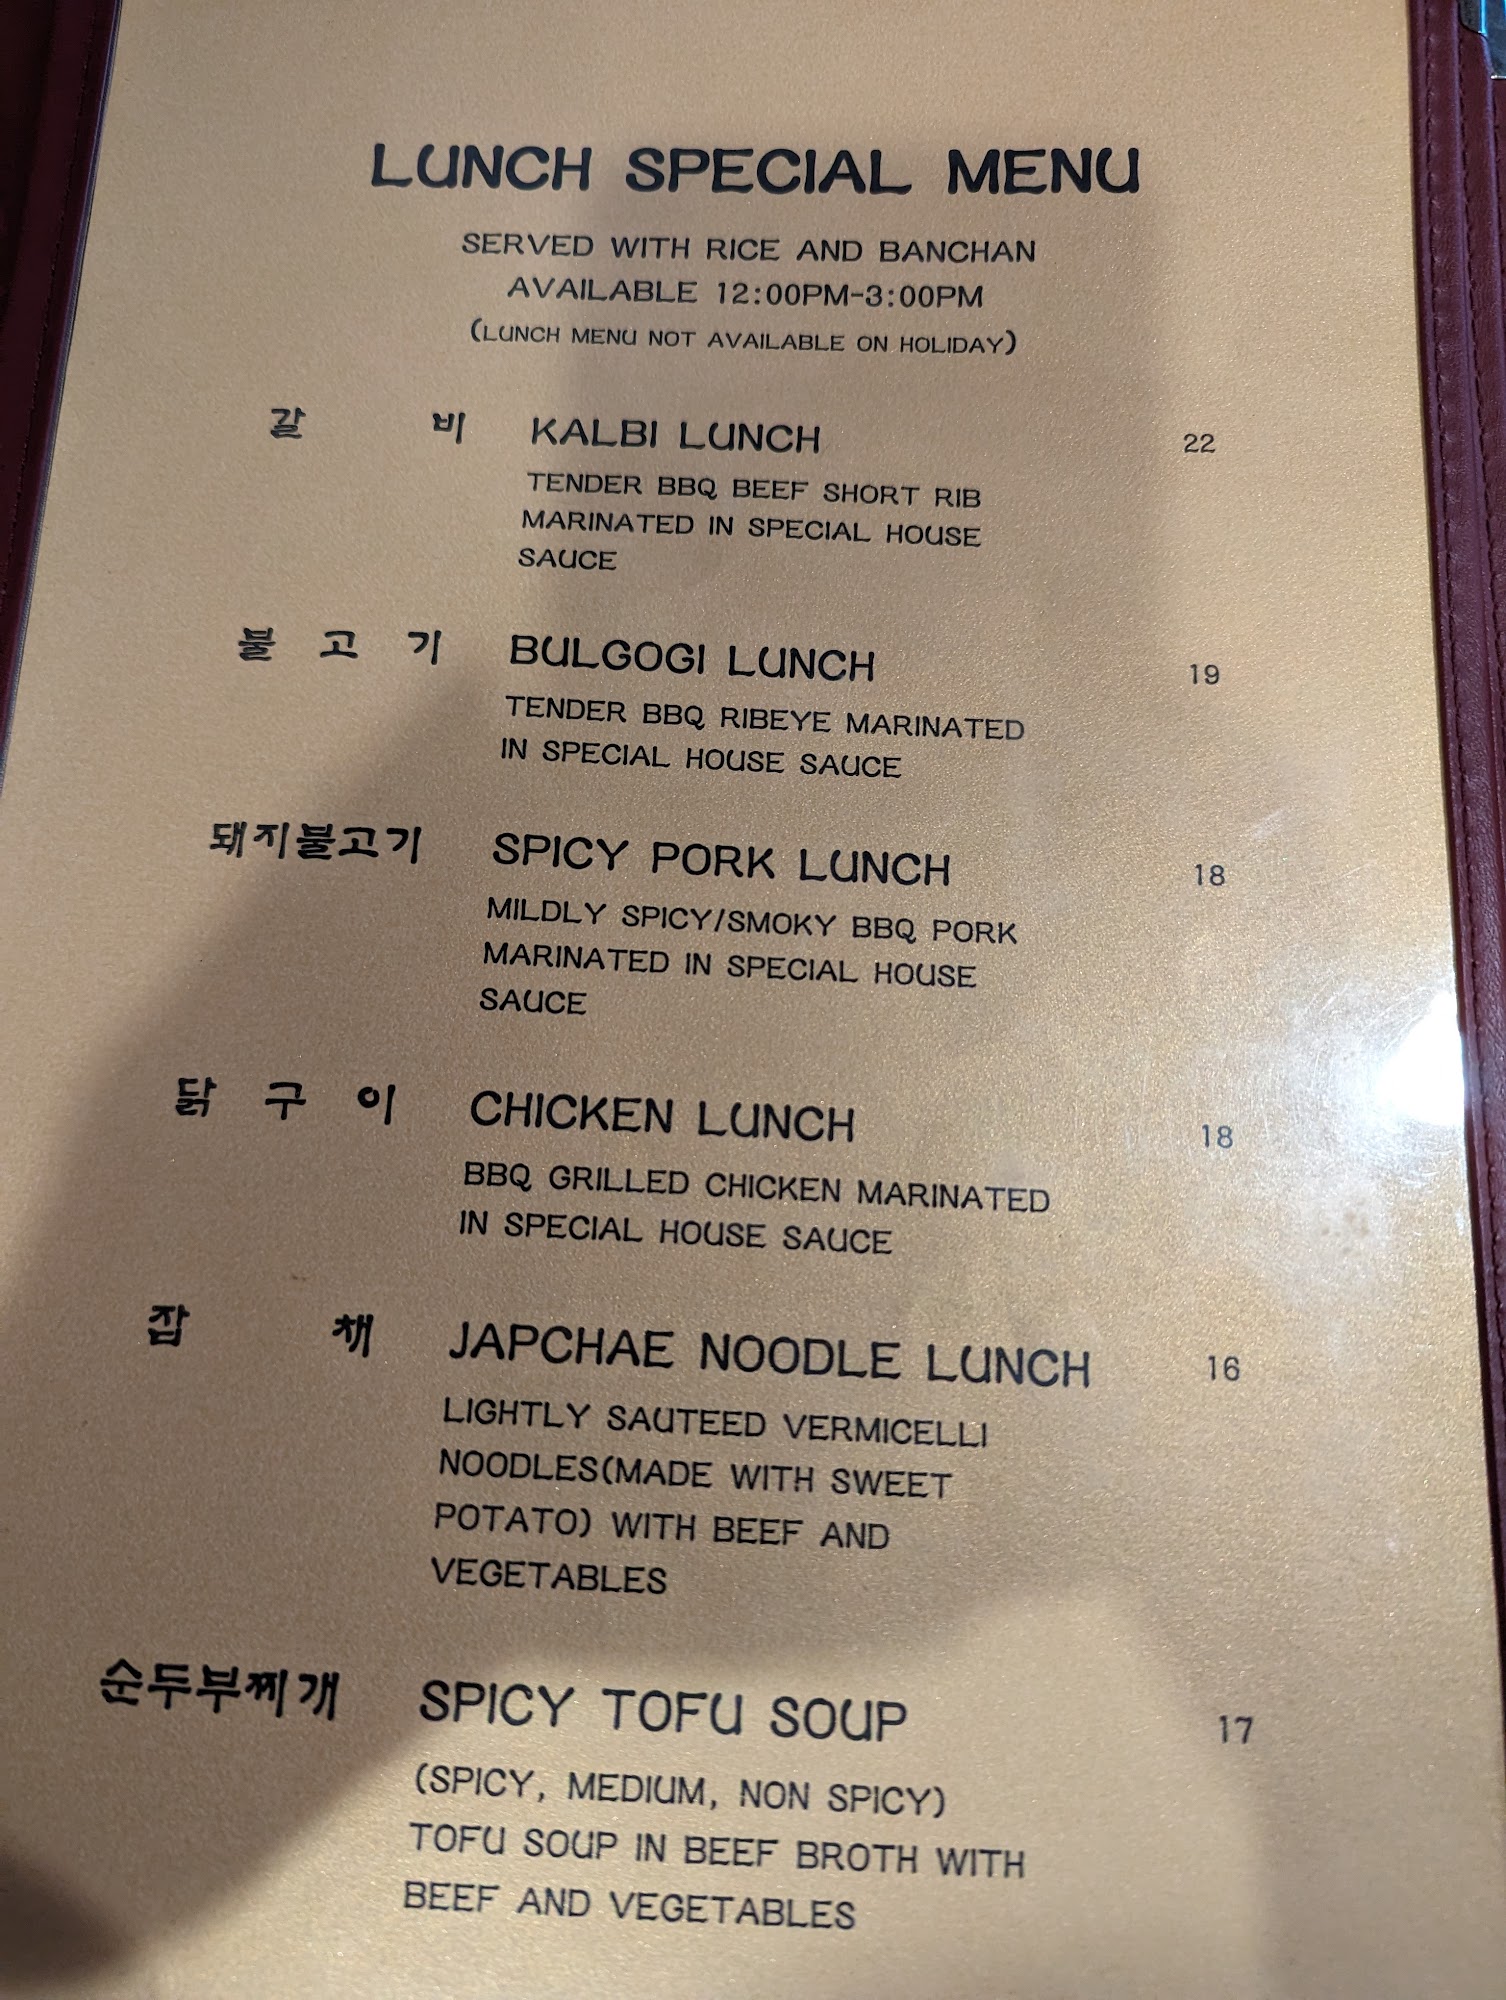 LUNCH SPECIAL MENU
SERVED WITH RICE AND BANCHAN
AVAILABLE 12:00PM-3:00PM
(LUNCH MENU NOT AVAILABLE ON HOLIDAY)
갈 비 KALBI LUNCH 22
TENDER BBQ BEEF SHORT RIB
MARINATED IN SPECIAL HOUSE
SAUCE
불 고 기 BULGOGI LUNCH 19
TENDER BBQ RIBEYE MARINATED
IN SPECIAL HOUSE SAUCE
돼지불고기 SPICY PORK LUNCH 18
MILDLY SPICY/SMOKY BBQ PORK
MARINATED IN SPECIAL HOUSE
SAUCE
닭 구 이 CHICKEN LUNCH 18
BBQ GRILLED CHICKEN MARINATED
IN SPECIAL HOUSE SAUCE
잡 채 JAPCHAE NOODLE LUNCH 16
LIGHTLY SAUTEED VERMICELLI
NOODLES(MADE WITH SWEET
POTATO) WITH BEEF AND
VEGETABLES
순두부찌개 SPICY TOFU SOUP 17
(SPICY, MEDIUM, NON SPICY)
TOFU SOUP IN BEEF BROTH WITH
BEEF AND VEGETABLES